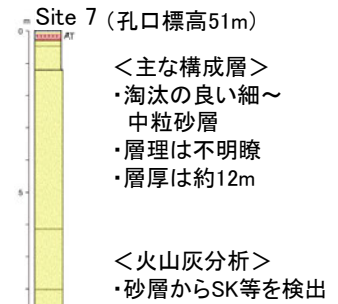 Site 7 (孔口標高51m)
m
0
AT
＜主な構成層＞
・淘汰の良い細～
中粒砂層
・層理は不明瞭
・層厚は約12m
5
＜火山灰分析＞
・砂層からSK等を検出